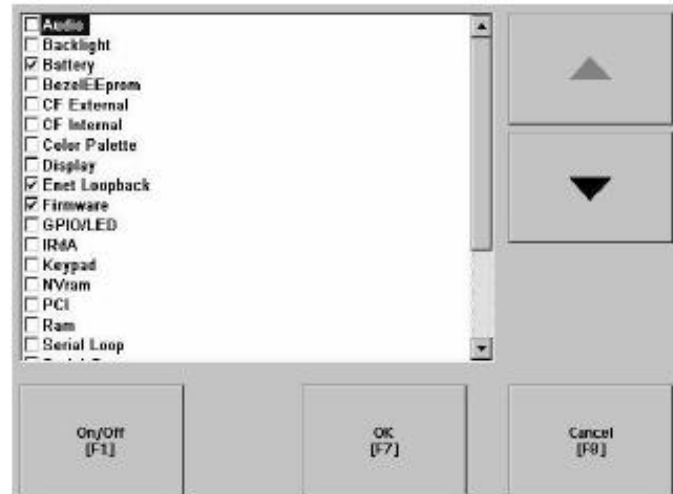 Audio
Backlight
Battery
BezelEEprom
CF External
CF Internal
Color Palette
Display
Enet Loopback
Firmware
GPIO/LED
IRdA
Keypad
NVram
PCI
Ram
Serial Loop
On/Off
[F1]
OK
[F7]
Cancel
[F8]